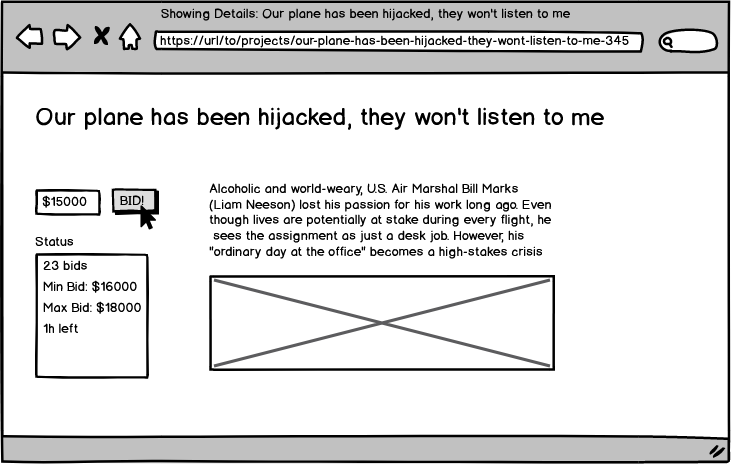 Showing Details: Our plane has been hijacked, they won't listen to me
https://url/to/projects/our-plane-has-been-hijacked-they-wont-listen-to-me-345
Our plane has been hijacked, they won't listen to me
$15000
BID!
Status
23 bids
Min Bid: $16000
Max Bid: $18000
1h left
Alcoholic and world-weary, U.S. Air Marshal Bill Marks
(Liam Neeson) lost his passion for his work long ago. Even
though lives are potentially at stake during every flight, he
sees the assignment as just a desk job. However, his
"ordinary day at the office" becomes a high-stakes crisis